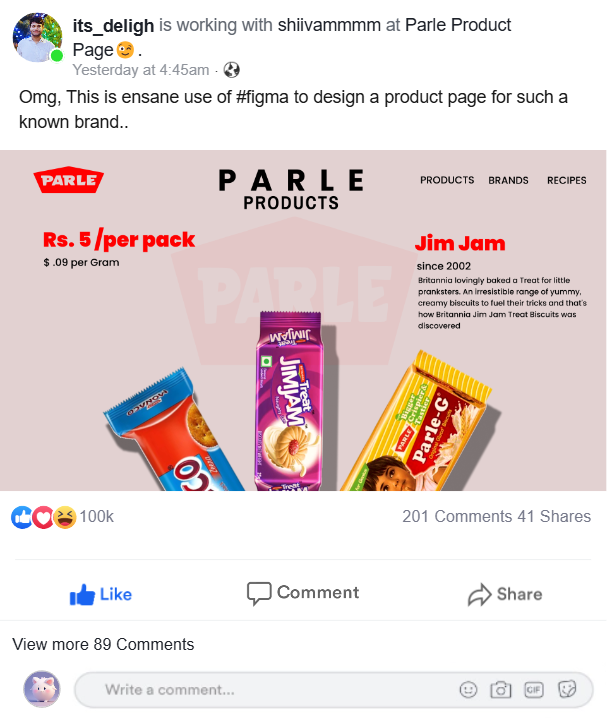 its_deligh is working with shiivammmm at Parle Product
Page😉 .
Yesterday at 4:45am ·
Omg, This is ensane use of #figma to design a product page for such a
known brand..
PARLE
PARLE
PRODUCTS
PRODUCTS BRANDS RECIPES
Rs. 5 /per pack
$ .09 per Gram
Jim Jam
since 2002
Britannia lovingly baked a Treat for little
pranksters. An irresistible range of yummy,
creamy biscuits to fuel their tricks and that's
how Britannia Jim Jam Treat Biscuits was
discovered
PARLE
MONACO
Treat
JIMJAM
Treat
JIMJAM
Treat
PARLE
Parle-G
100k
201 Comments 41 Shares
Like
Comment
Share
View more 89 Comments
Write a comment...
GIF